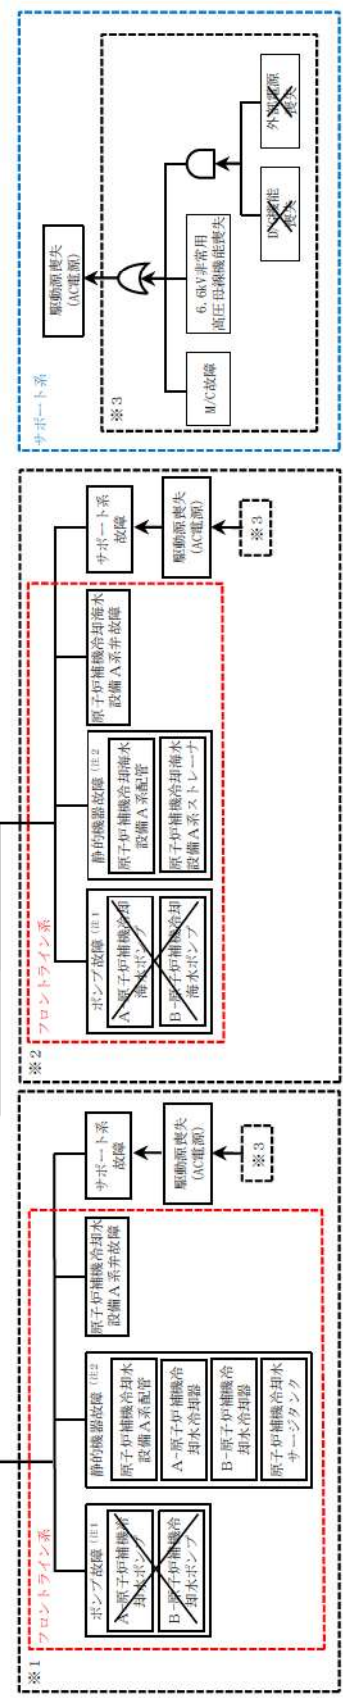 ※1
フロントライン系
ポンプ故障(注1
A-原子炉補機冷
却水ポンプ
B-原子炉補機冷
却水ポンプ
静的機器故障(注2
原子炉補機冷却水
設備A系配管
A-原子炉補機冷
却水冷却器
B-原子炉補機冷
却水冷却器
原子炉補機冷却水
サージタンク
原子炉補機冷却水
設備A系弁故障
サポート系
故障
駆動源喪失
(AC電源)
※3
※2
フロントライン系
ポンプ故障(注1
A-原子炉補機冷却
海水ポンプ
B-原子炉補機冷却
海水ポンプ
静的機器故障(注2
原子炉補機冷却海水
設備A系配管
原子炉補機冷却海水
設備A系ストレーナ
原子炉補機冷却海水
設備A系弁故障
サポート系
故障
駆動源喪失
(AC電源)
※3
サポート系
駆動源喪失
(AC電源)
※3
M/C故障
6.6kV非常用
高圧母線機能喪失
D/G機能
喪失
外部電源
喪失